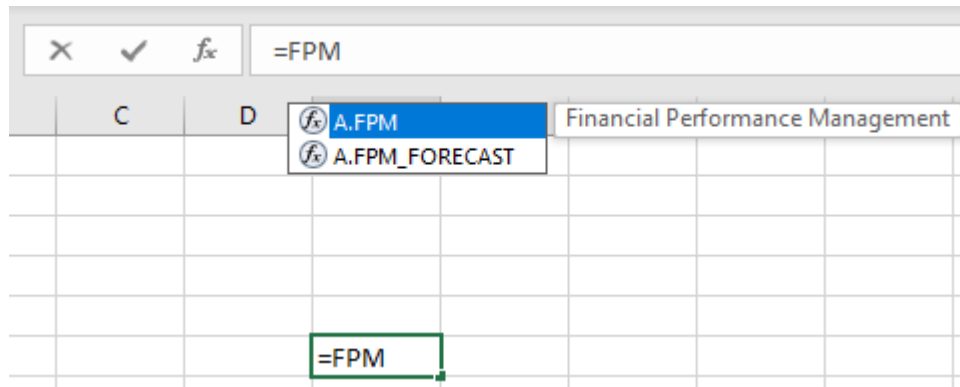 fx =FPM
C D
A.FPM Financial Performance Management
A.FPM_FORECAST
=FPM